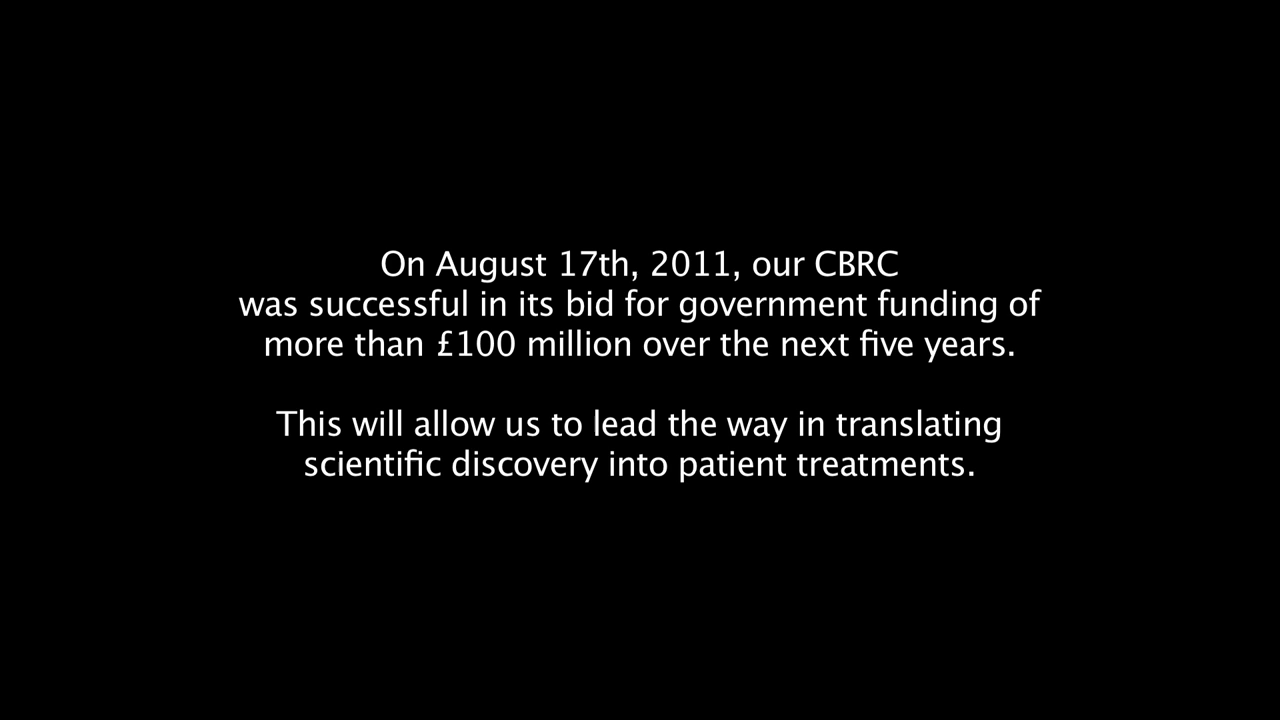 On August 17th, 2011, our CBRC
was successful in its bid for government funding of
more than £100 million over the next five years.
This will allow us to lead the way in translating
scientific discovery into patient treatments.